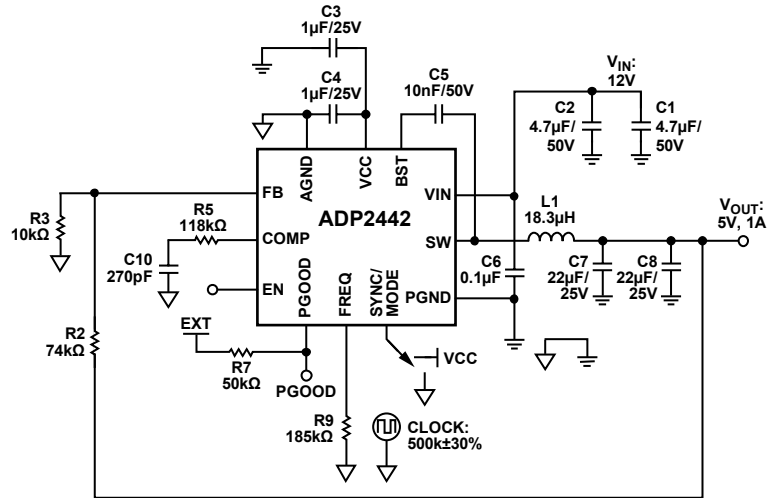 C3
1µF/25V
C4
1µF/25V
C5
10nF/50V
V_IN:
12V
C2
4.7µF/
50V
C1
4.7µF/
50V
AGND
VCC
BST
FB
VIN
ADP2442
R3
10kΩ
R5
118kΩ
COMP
SW
L1
18.3µH
V_OUT:
5V, 1A
C10
270pF
EN
PGOOD
FREQ
SYNC/
MODE
PGND
C6
0.1µF
C7
22µF/
25V
C8
22µF/
25V
EXT
R2
74kΩ
R7
50kΩ
PGOOD
VCC
R9
185kΩ
CLOCK:
500k±30%